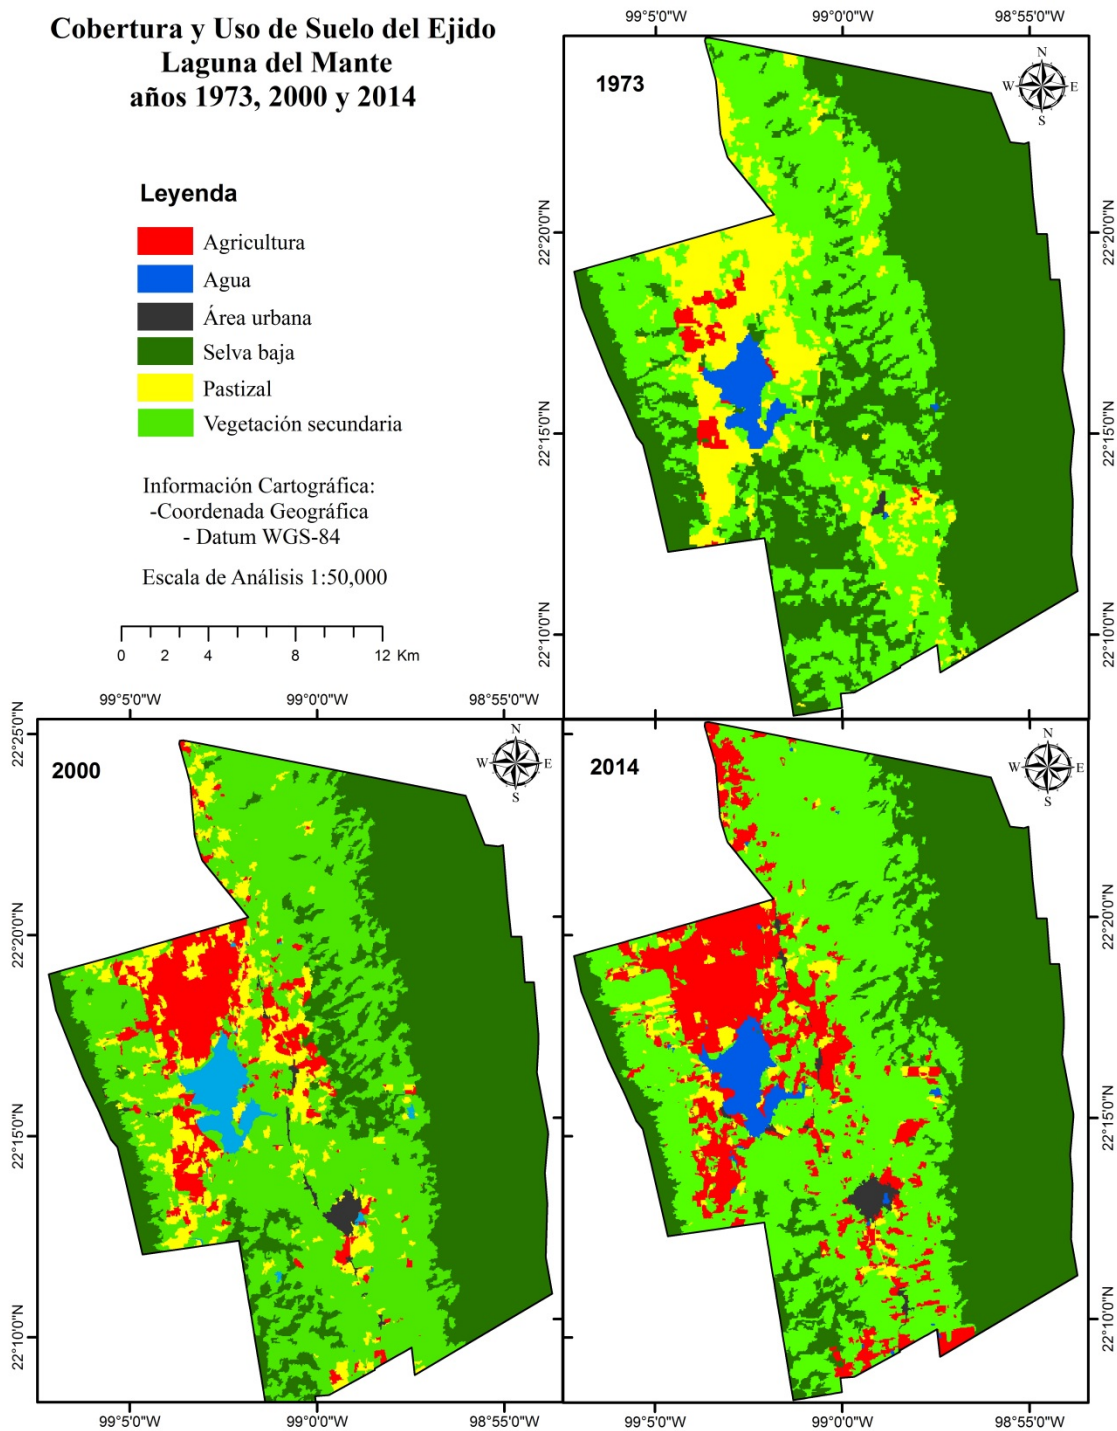 Cobertura y Uso de Suelo del Ejido
Laguna del Mante
años 1973, 2000 y 2014
Leyenda
Agricultura
Agua
Área urbana
Selva baja
Pastizal
Vegetación secundaria
Información Cartográfica:
-Coordenada Geográfica
- Datum WGS-84
Escala de Análisis 1:50,000
0 2 4 8 12 Km
99°5'0"W 99°0'0"W 98°55'0"W
1973
N
W E
S
22°20'0"N
22°15'0"N
22°10'0"N
22°20'0"N
22°15'0"N
22°10'0"N
99°5'0"W 99°0'0"W 98°55'0"W
2000
N
W E
S
22°25'0"N
22°20'0"N
22°15'0"N
22°10'0"N
99°5'0"W 99°0'0"W 98°55'0"W
2014
N
W E
S
22°20'0"N
22°15'0"N
22°10'0"N
99°5'0"W 99°0'0"W 98°55'0"W